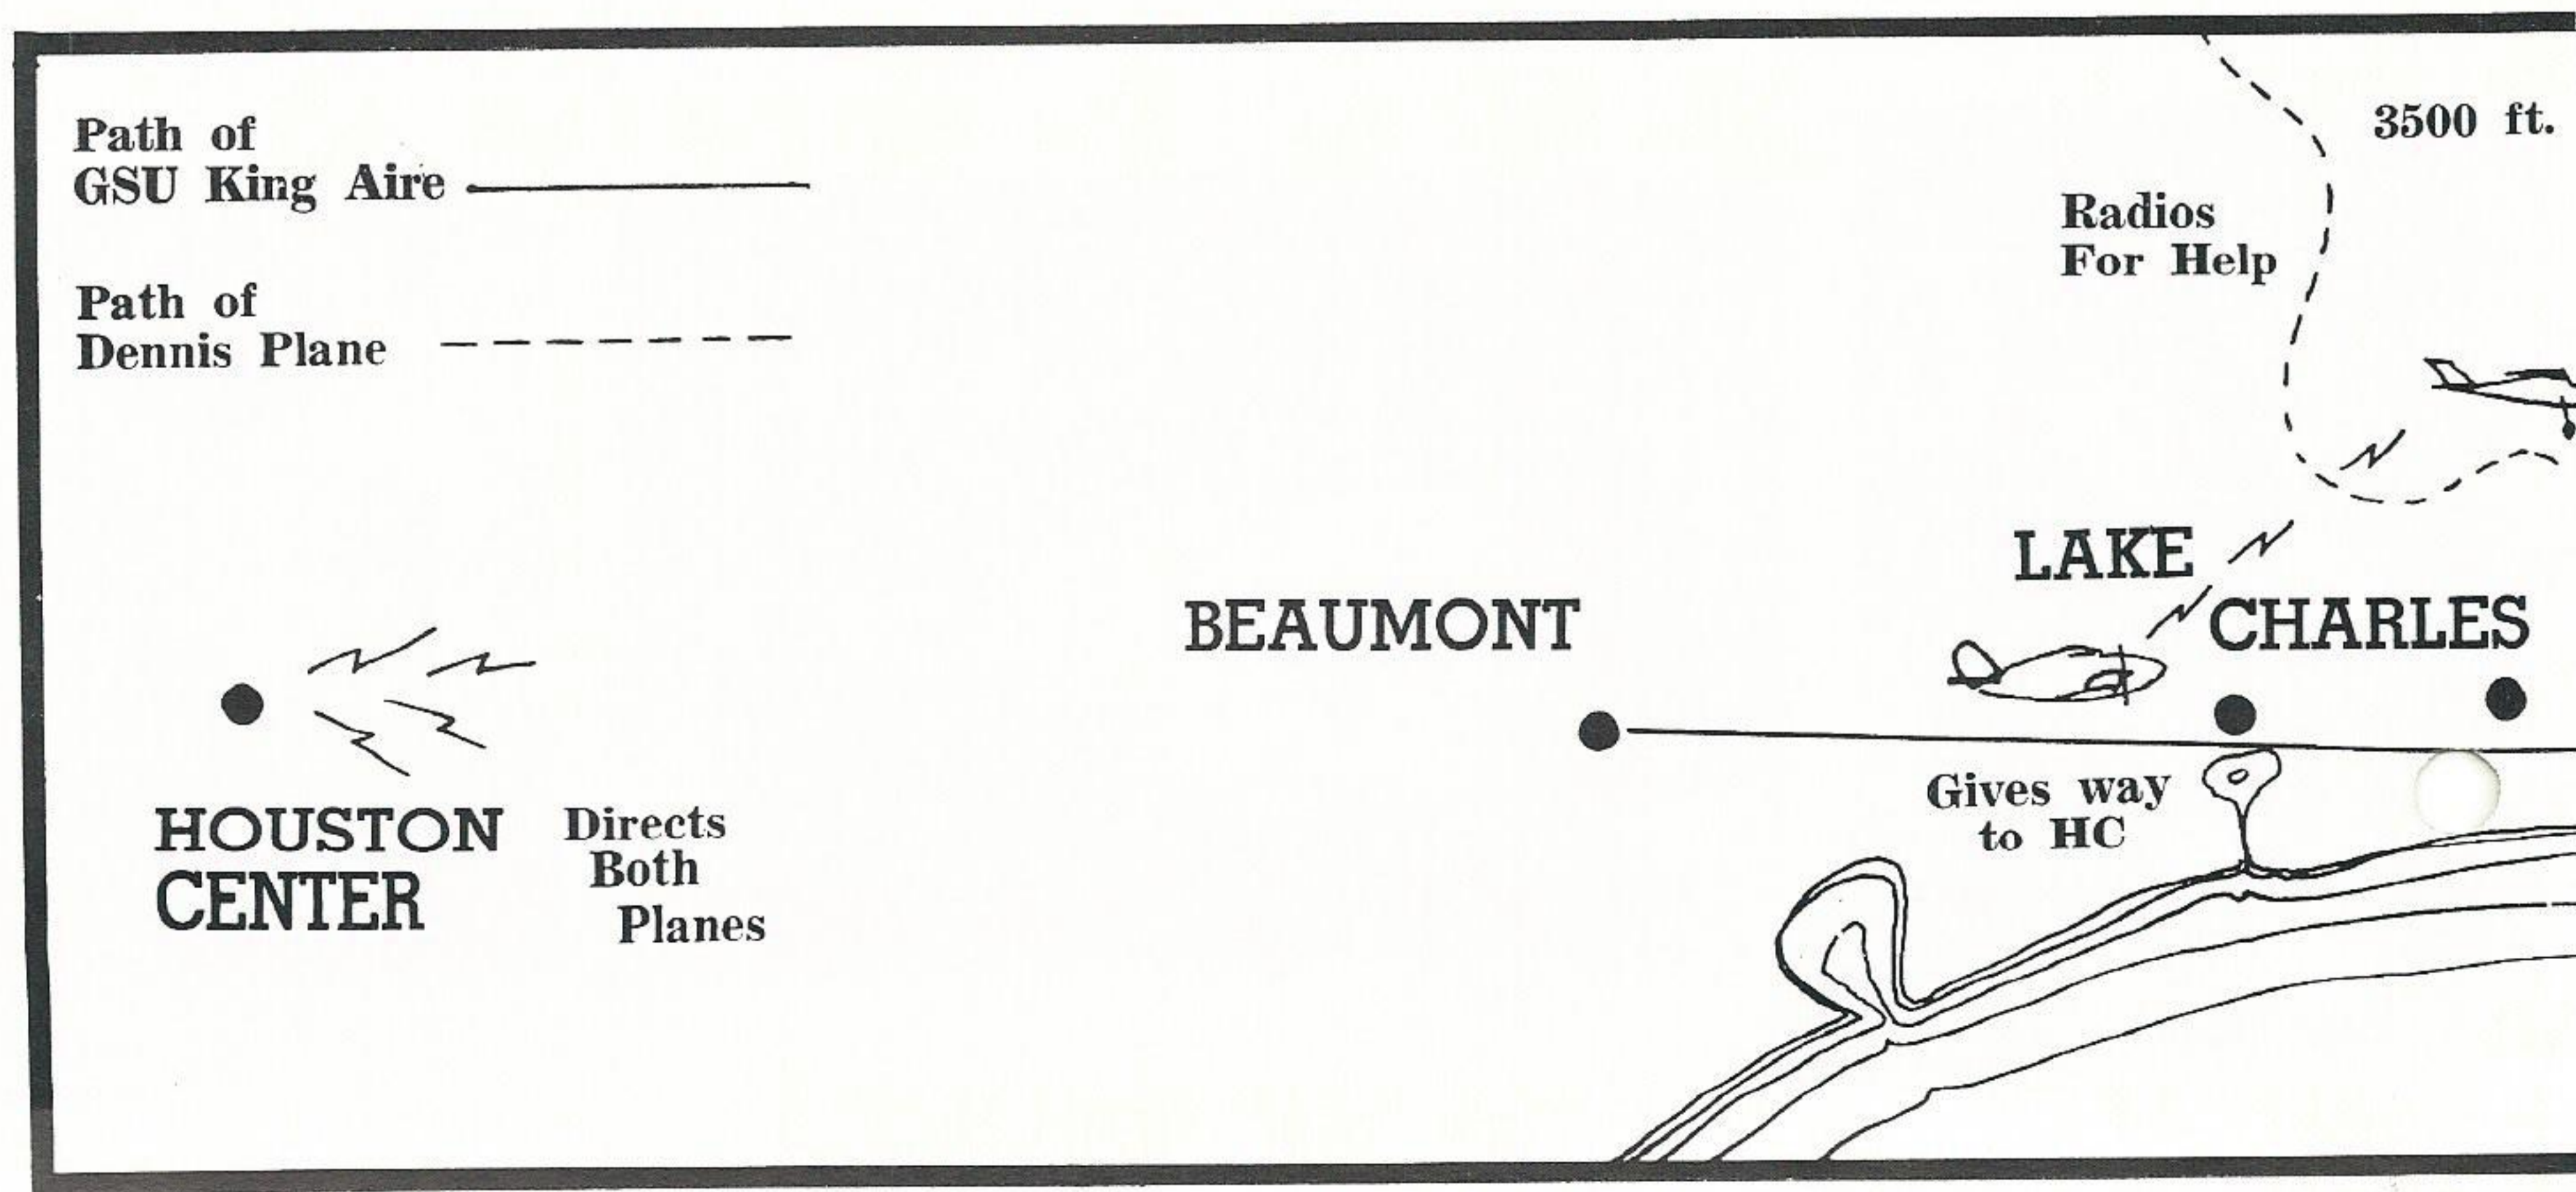 Path of
GSU King Aire
Path of
Dennis Plane
3500 ft.
Radios
For Help
LAKE
CHARLES
BEAUMONT
Gives way
to HC
HOUSTON
CENTER
Directs
Both
Planes